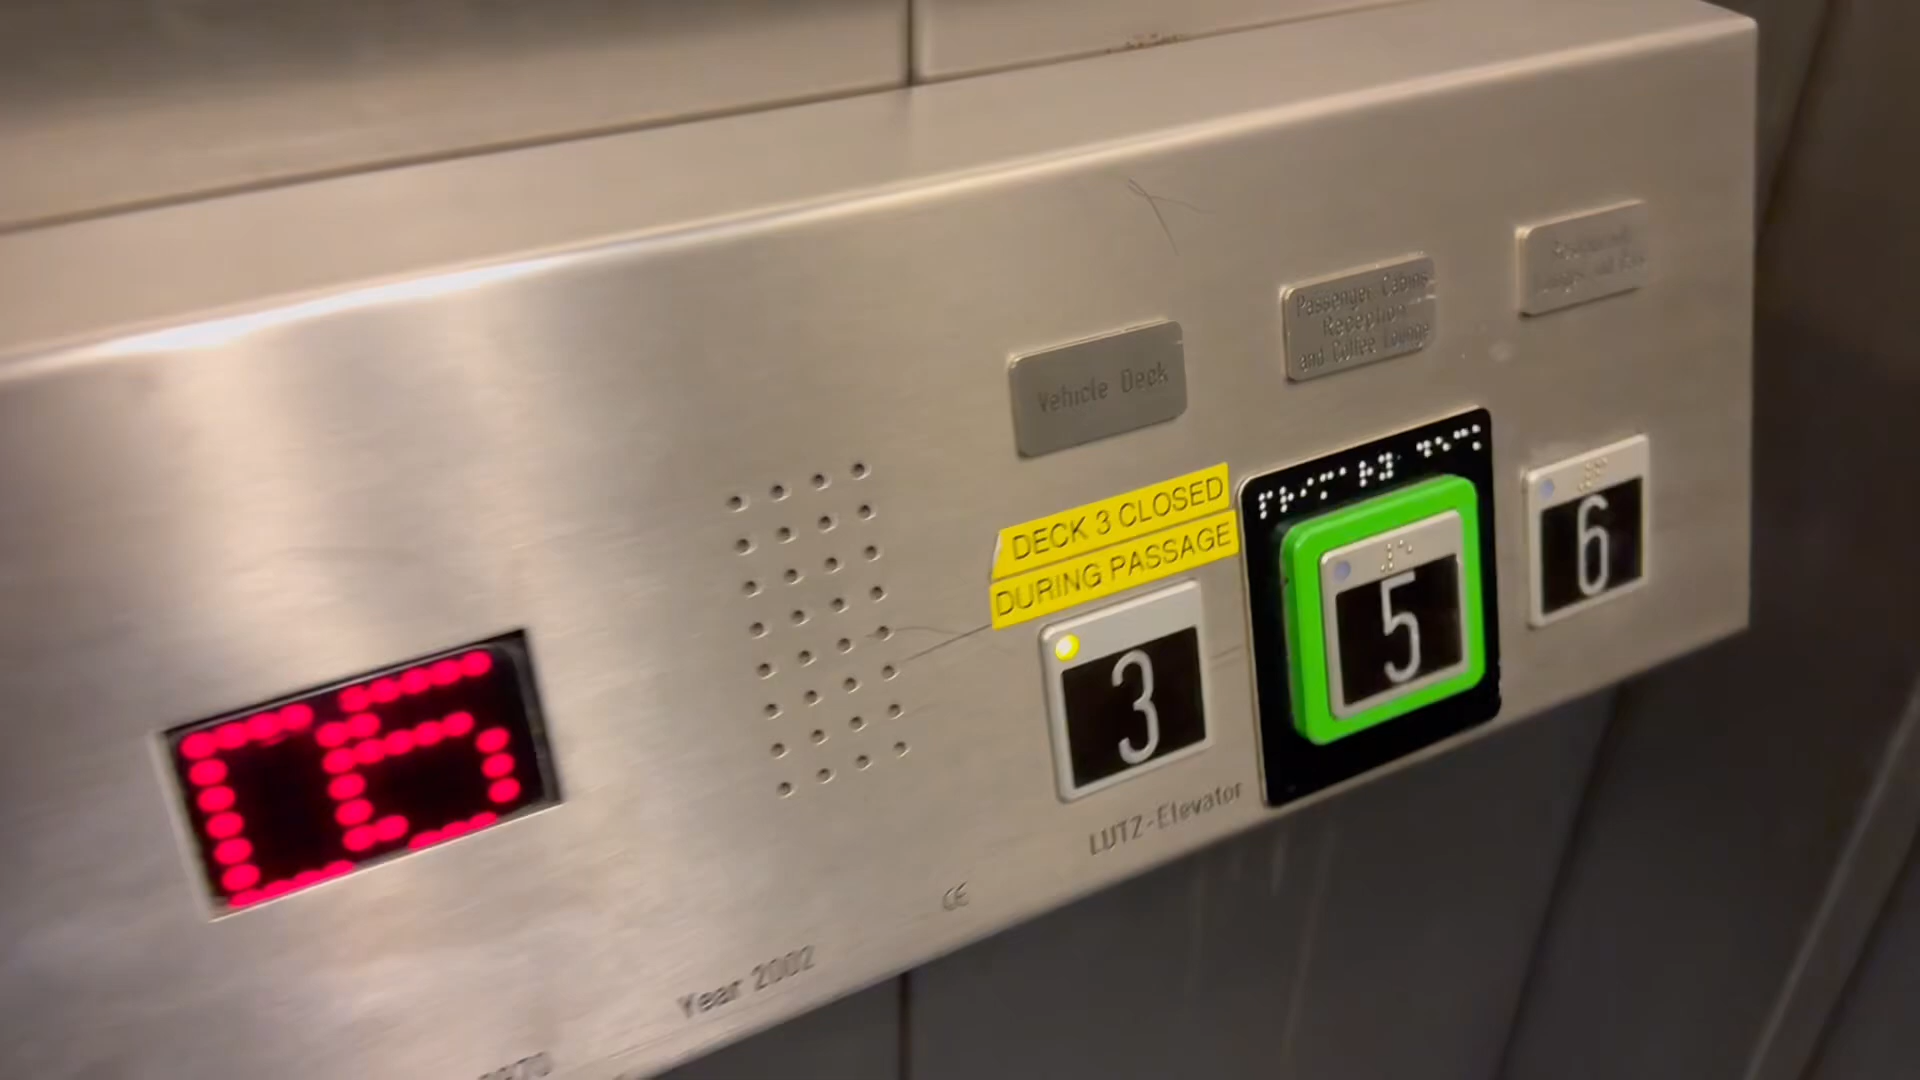 Vehicle Deck
Passenger Cabins
Reception
and Coffee Lounge
DECK 3 CLOSED
DURING PASSAGE
3
5
6
LUTZ-Elevator
CE
Year 2002